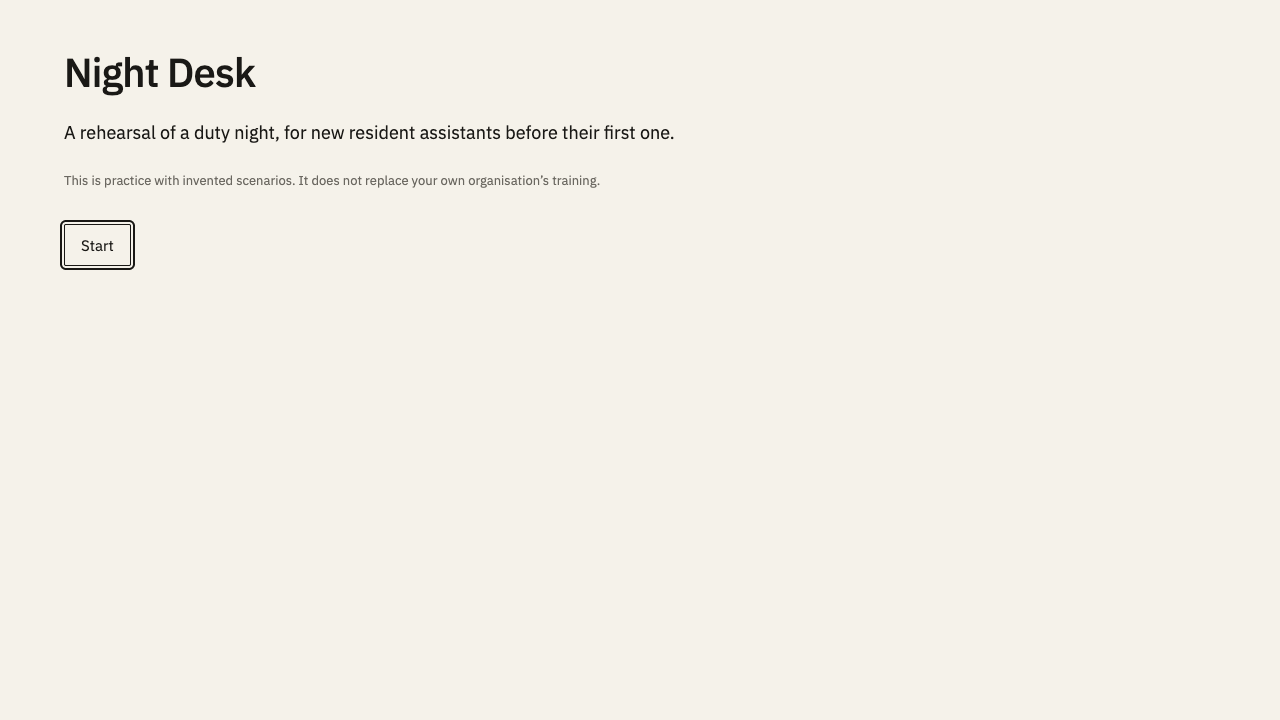 Night Desk
A rehearsal of a duty night, for new resident assistants before their first one.
This is practice with invented scenarios. It does not replace your own organisation’s training.
Start